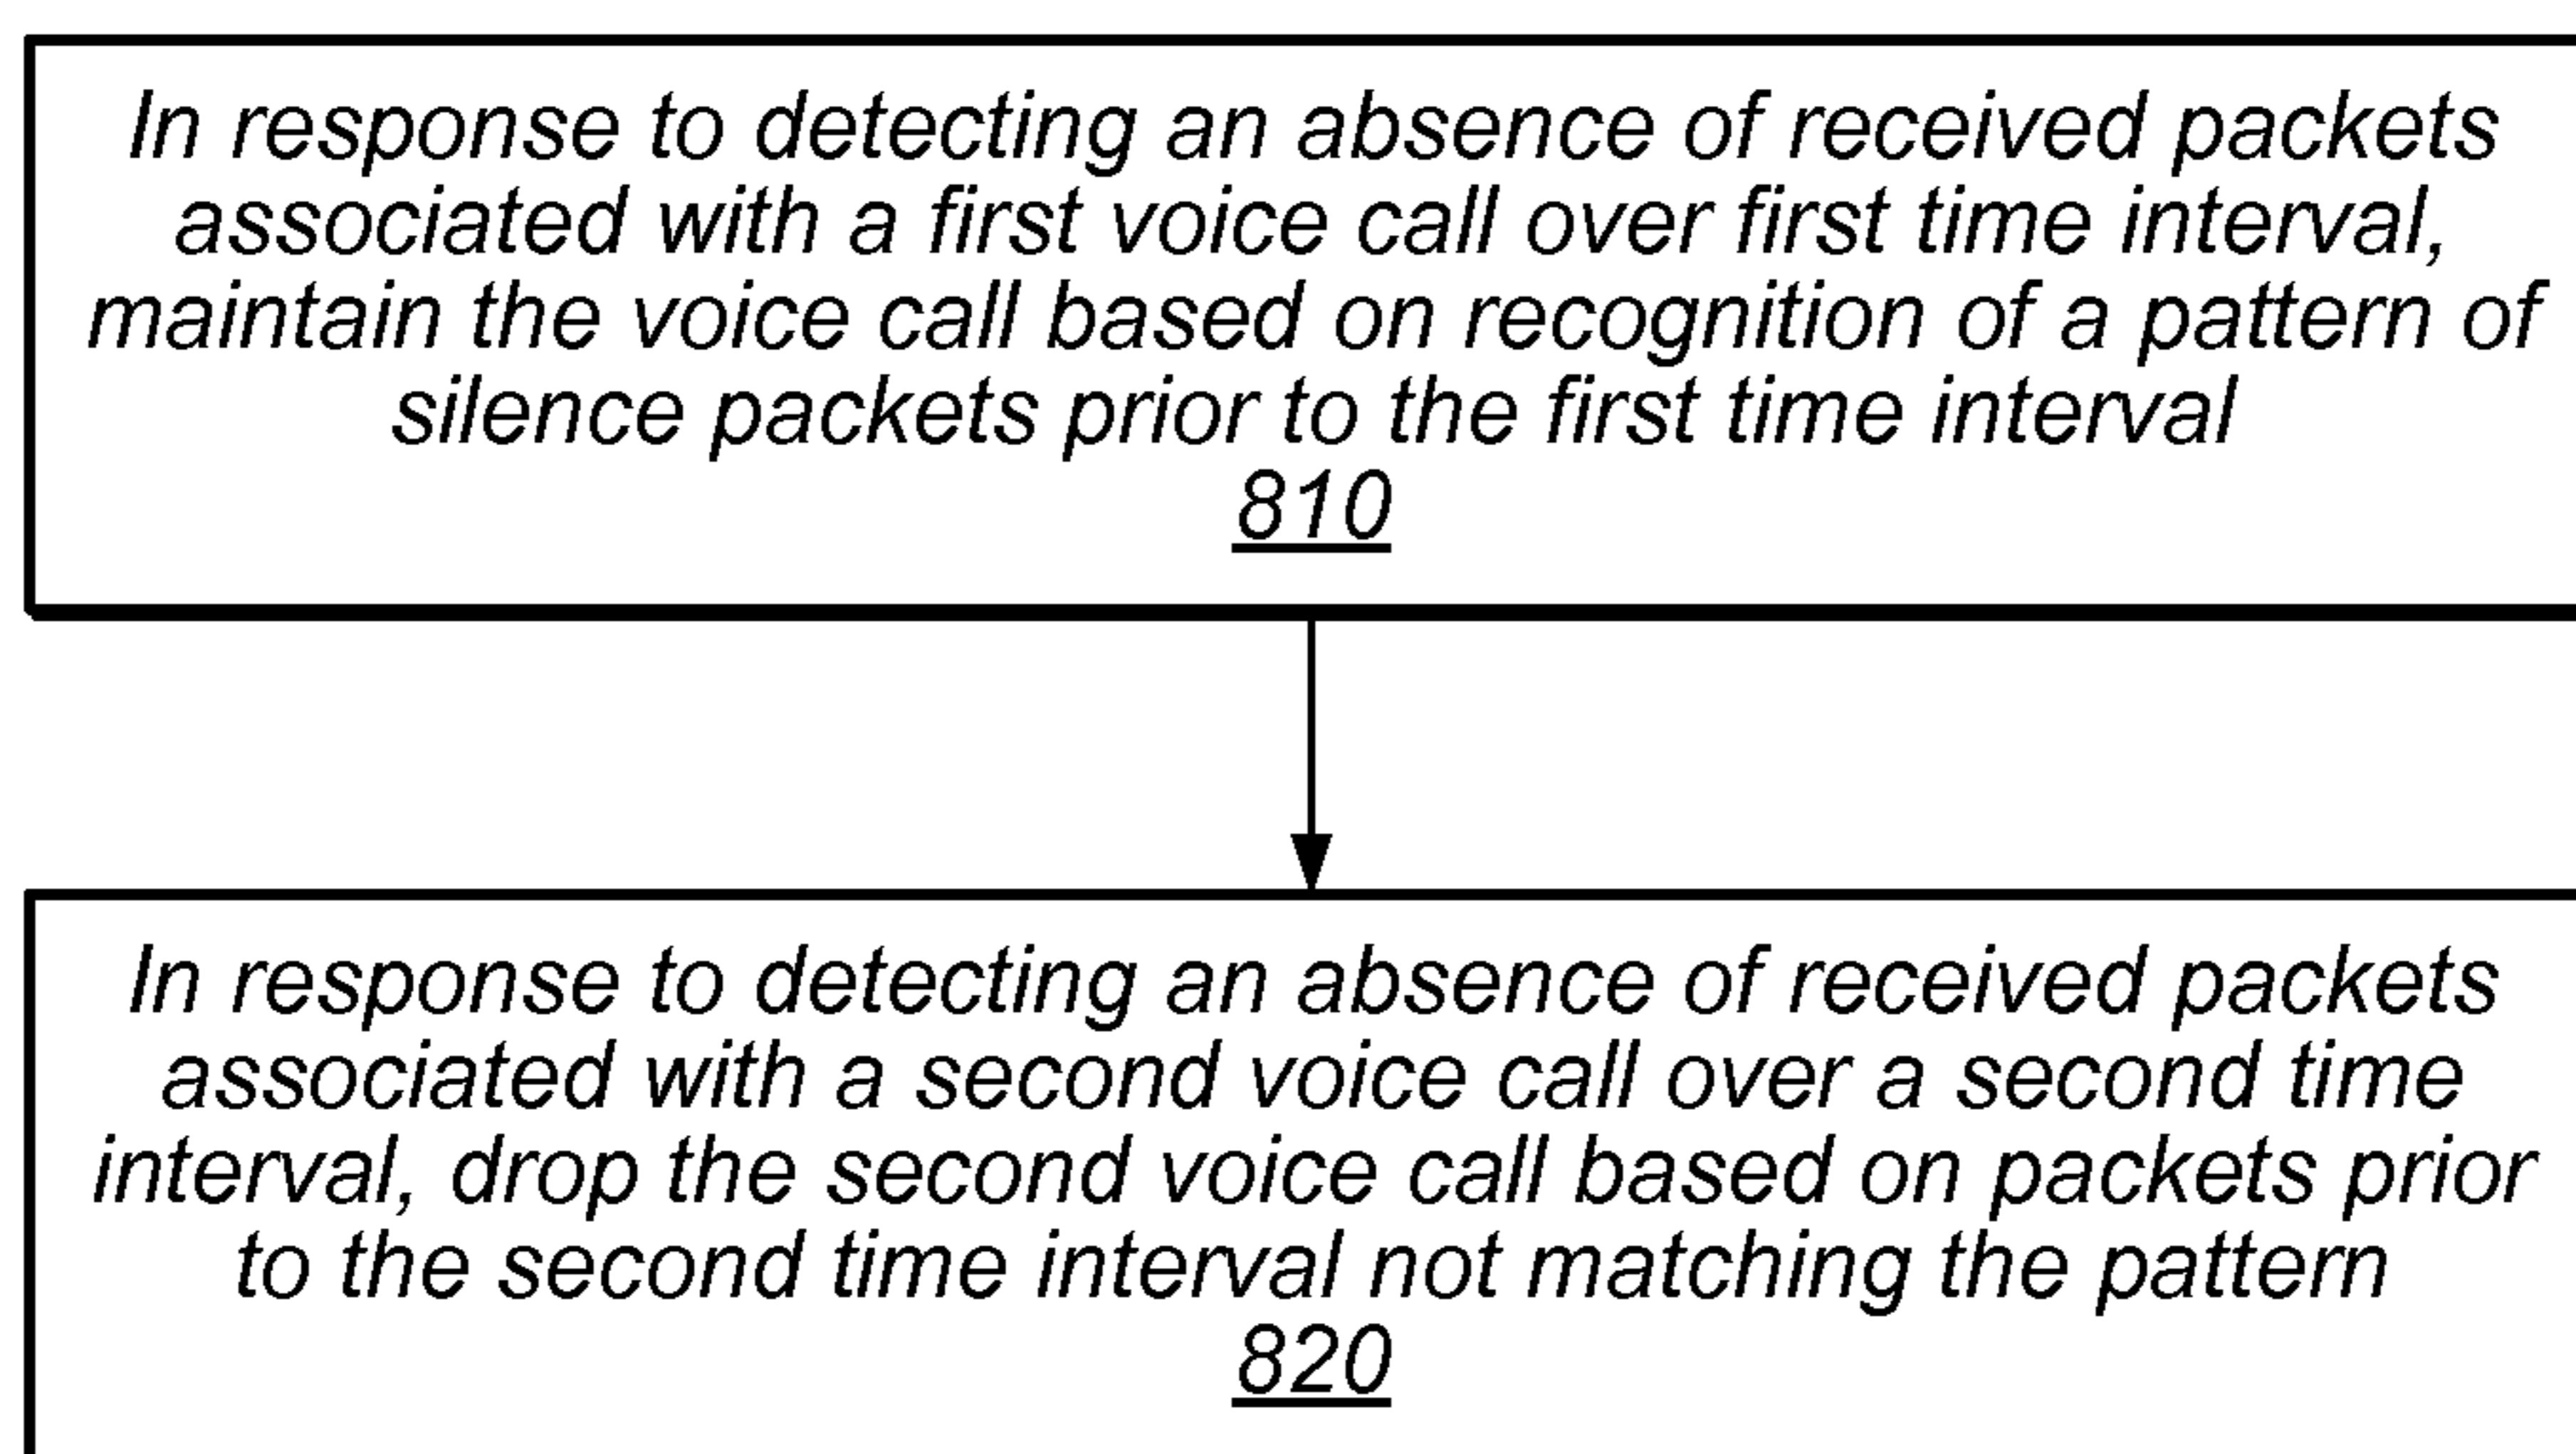 In response to detecting an absence of received packets
associated with a first voice call over first time interval,
maintain the voice call based on recognition of a pattern of
silence packets prior to the first time interval
810
In response to detecting an absence of received packets
associated with a second voice call over a second time
interval, drop the second voice call based on packets prior
to the second time interval not matching the pattern
820